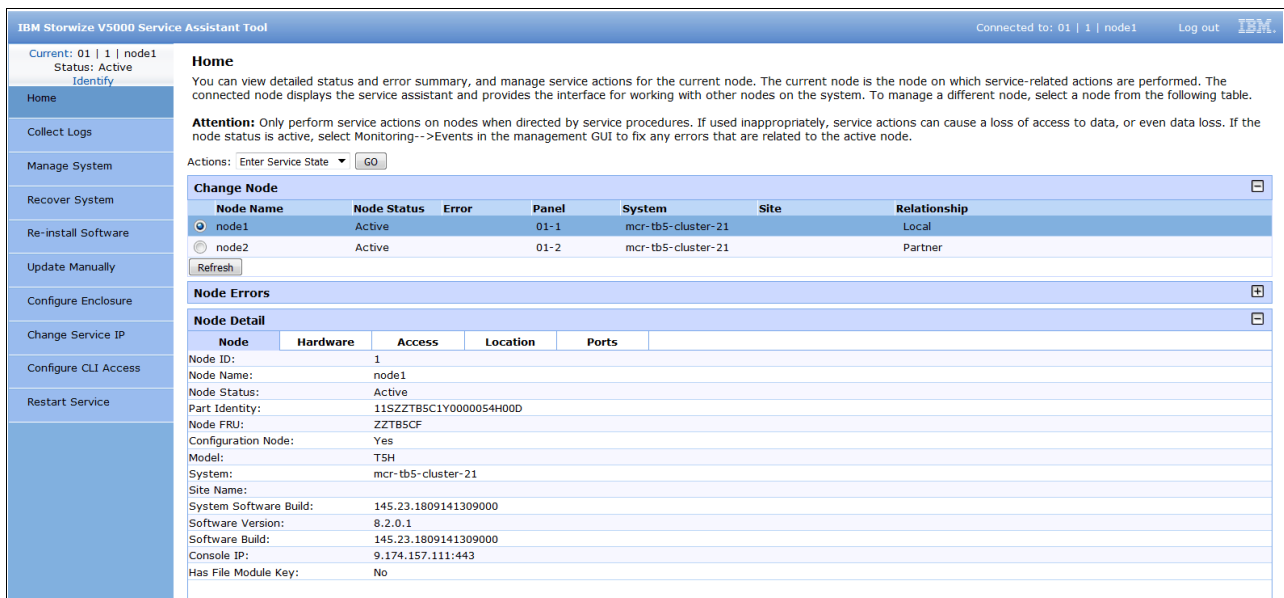 IBM Storwize V5000 Service Assistant Tool
Connected to: 01 | 1 | node1
Log out
IBM.
Current: 01 | 1 | node1
Status: Active
Identify
Home
Collect Logs
Manage System
Recover System
Re-install Software
Update Manually
Configure Enclosure
Change Service IP
Configure CLI Access
Restart Service
Home
You can view detailed status and error summary, and manage service actions for the current node. The current node is the node on which service-related actions are performed. The
connected node displays the service assistant and provides the interface for working with other nodes on the system. To manage a different node, select a node from the following table.
Attention: Only perform service actions on nodes when directed by service procedures. If used inappropriately, service actions can cause a loss of access to data, or even data loss. If the
node status is active, select Monitoring-->Events in the management GUI to fix any errors that are related to the active node.
Actions: Enter Service State GO
Change Node
Node Name Node Status Error Panel System Site Relationship
node1 Active 01-1 mcr-tb5-cluster-21 Local
node2 Active 01-2 mcr-tb5-cluster-21 Partner
Refresh
Node Errors
Node Detail
Node Hardware Access Location Ports
Node ID: 1
Node Name: node1
Node Status: Active
Part Identity: 11SZZTB5C1Y0000054H00D
Node FRU: ZZTB5CF
Configuration Node: Yes
Model: T5H
System: mcr-tb5-cluster-21
Site Name:
System Software Build: 145.23.1809141309000
Software Version: 8.2.0.1
Software Build: 145.23.1809141309000
Console IP: 9.174.157.111:443
Has File Module Key: No